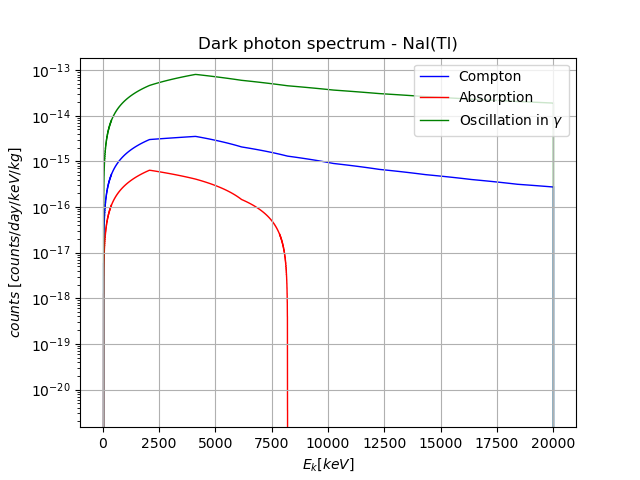 Dark photon spectrum - NaI(Tl)
Compton
Absorption
Oscillation in γ
counts [counts/day/keV/kg]
10⁻¹³
10⁻¹⁴
10⁻¹⁵
10⁻¹⁶
10⁻¹⁷
10⁻¹⁸
10⁻¹⁹
10⁻²⁰
0 2500 5000 7500 10000 12500 15000 17500 20000
Eₖ[keV]